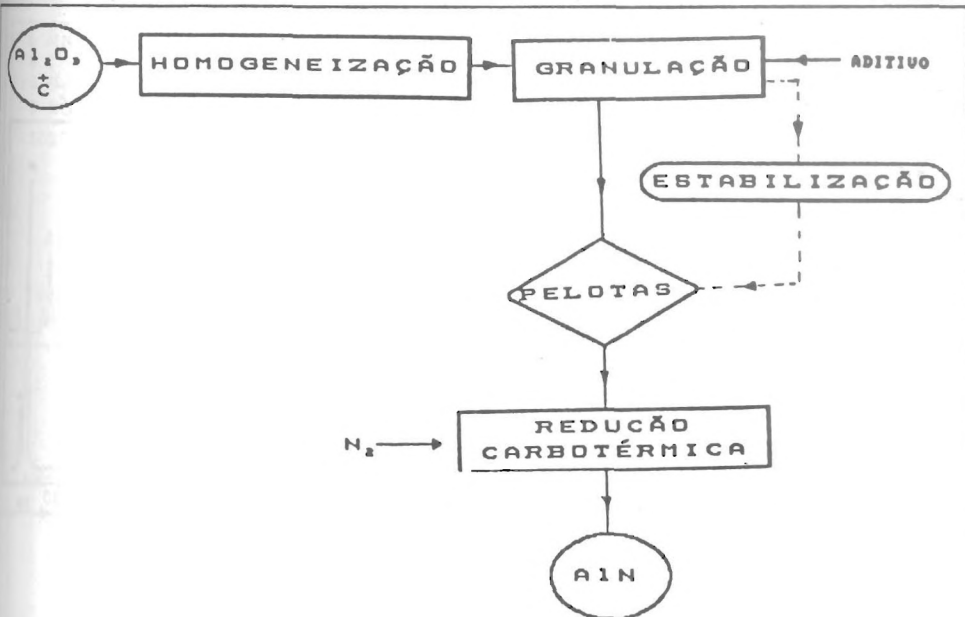 Al₂O₃
+
C
HOMOGENEIZAÇÃO
GRANULAÇÃO
ADITIVO
ESTABILIZAÇÃO
PELOTAS
N₂
REDUCÃO
CARBOTÉRMICA
AlN